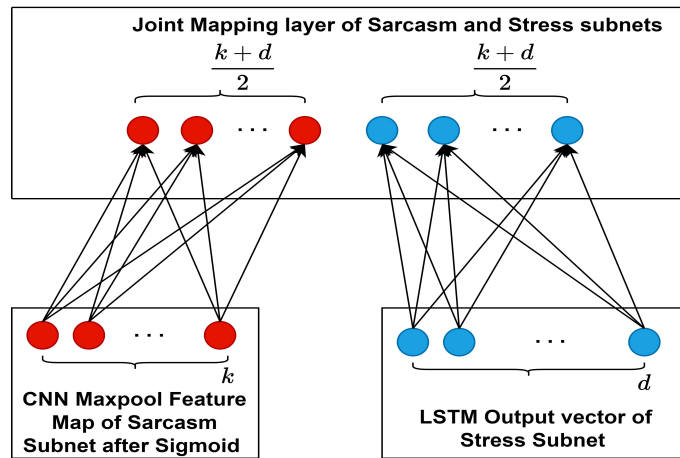 Joint Mapping layer of Sarcasm and Stress subnets
k + d
2
k + d
2
...
...
...
...
k
d
CNN Maxpool Feature
Map of Sarcasm
Subnet after Sigmoid
LSTM Output vector of
Stress Subnet